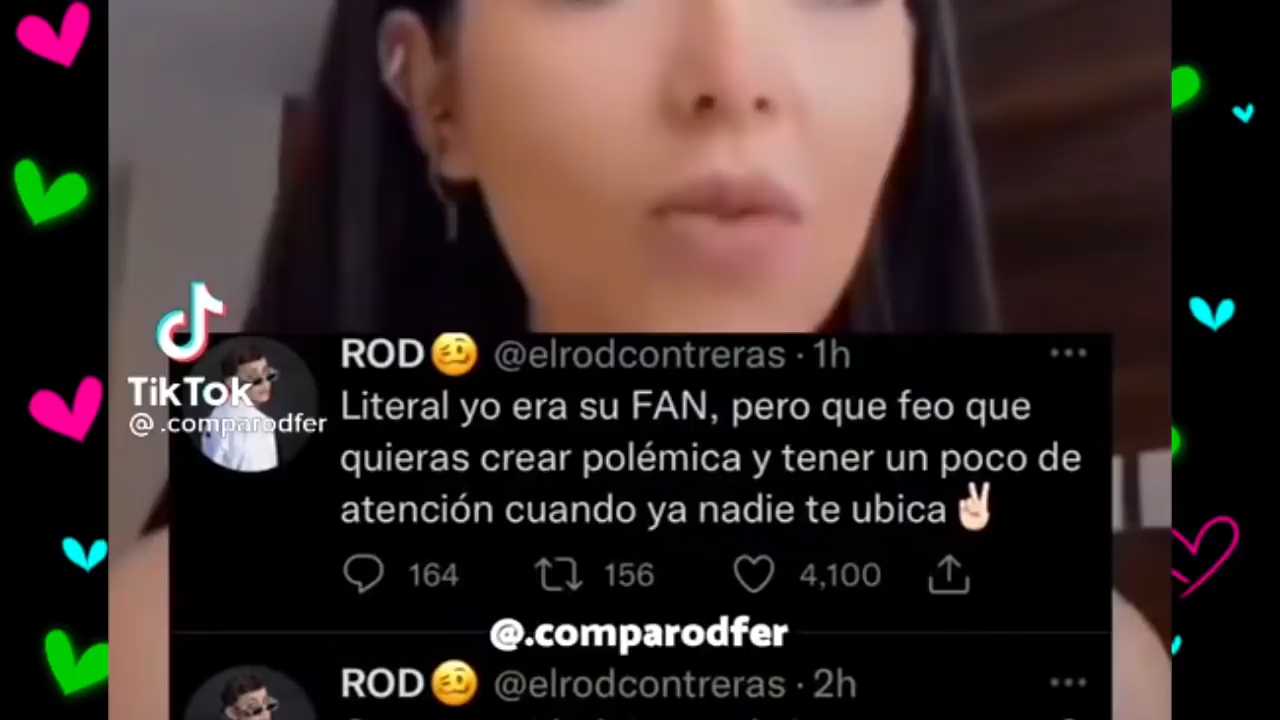 TikTok
@.comparodfer
ROD🥴 @elrodcontreras · 1h
Literal yo era su FAN, pero que feo que
quieras crear polémica y tener un poco de
atención cuando ya nadie te ubica✌🏻
164 156 4,100
@.comparodfer
ROD🥴 @elrodcontreras · 2h